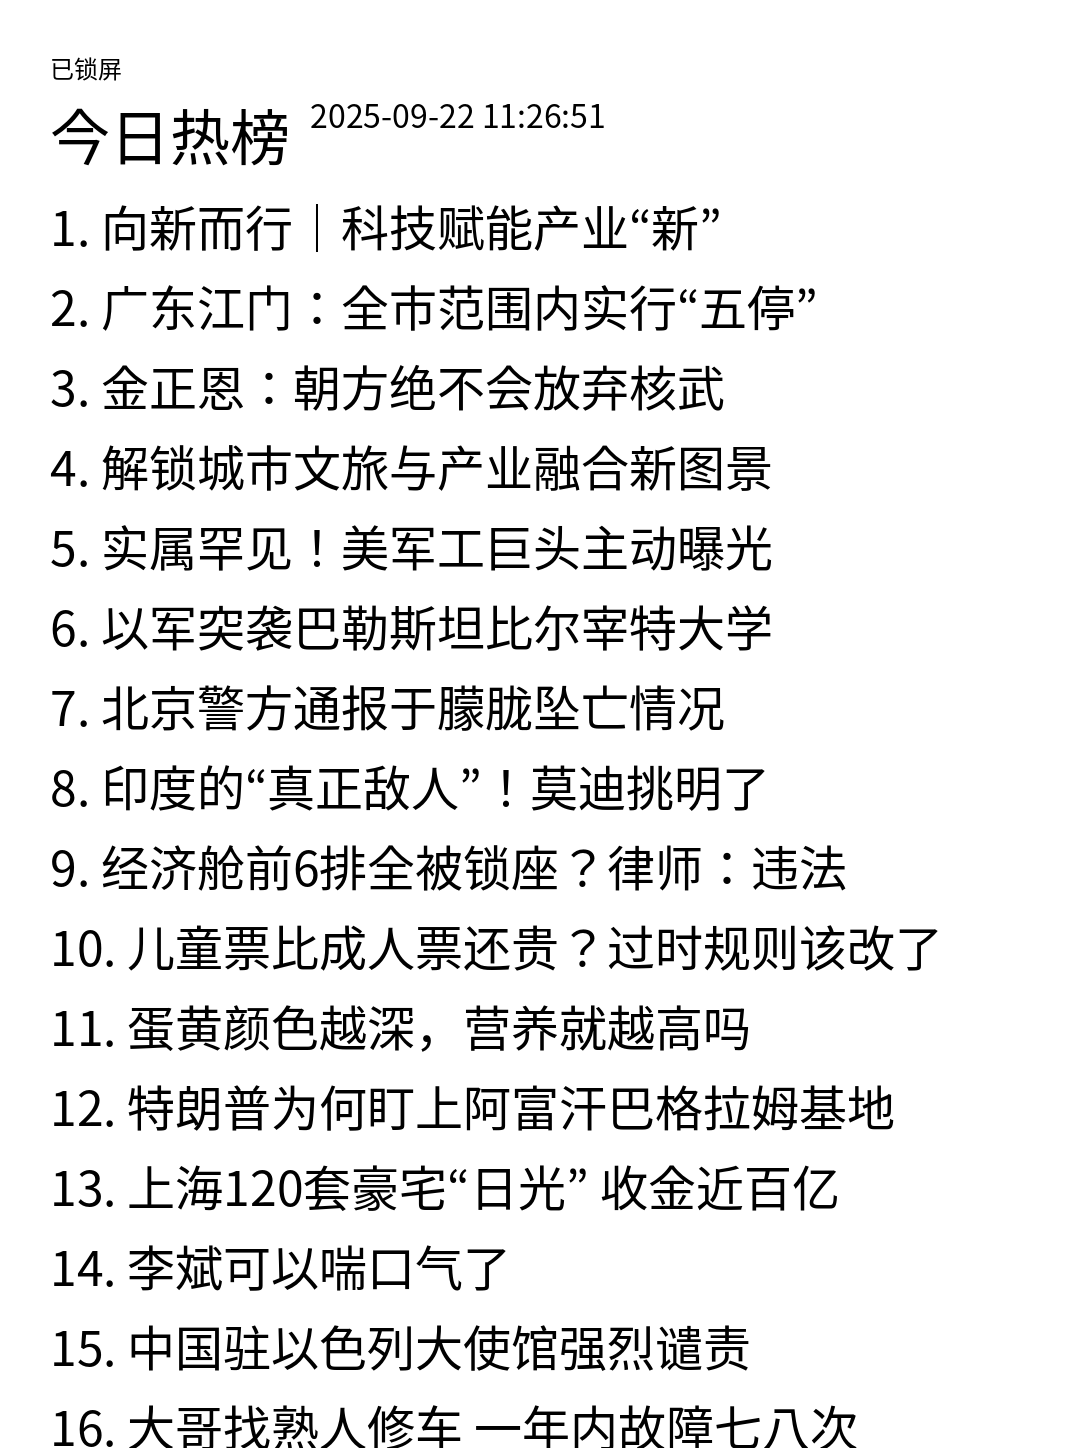 已锁屏
今日热榜 2025-09-22 11:26:51
1. 向新而行｜科技赋能产业“新”
2. 广东江门：全市范围内实行“五停”
3. 金正恩：朝方绝不会放弃核武
4. 解锁城市文旅与产业融合新图景
5. 实属罕见！美军工巨头主动曝光
6. 以军突袭巴勒斯坦比尔宰特大学
7. 北京警方通报于朦胧坠亡情况
8. 印度的“真正敌人”！莫迪挑明了
9. 经济舱前6排全被锁座？律师：违法
10. 儿童票比成人票还贵？过时规则该改了
11. 蛋黄颜色越深，营养就越高吗
12. 特朗普为何盯上阿富汗巴格拉姆基地
13. 上海120套豪宅“日光” 收金近百亿
14. 李斌可以喘口气了
15. 中国驻以色列大使馆强烈谴责
16. 大哥找熟人修车 一年内故障七八次